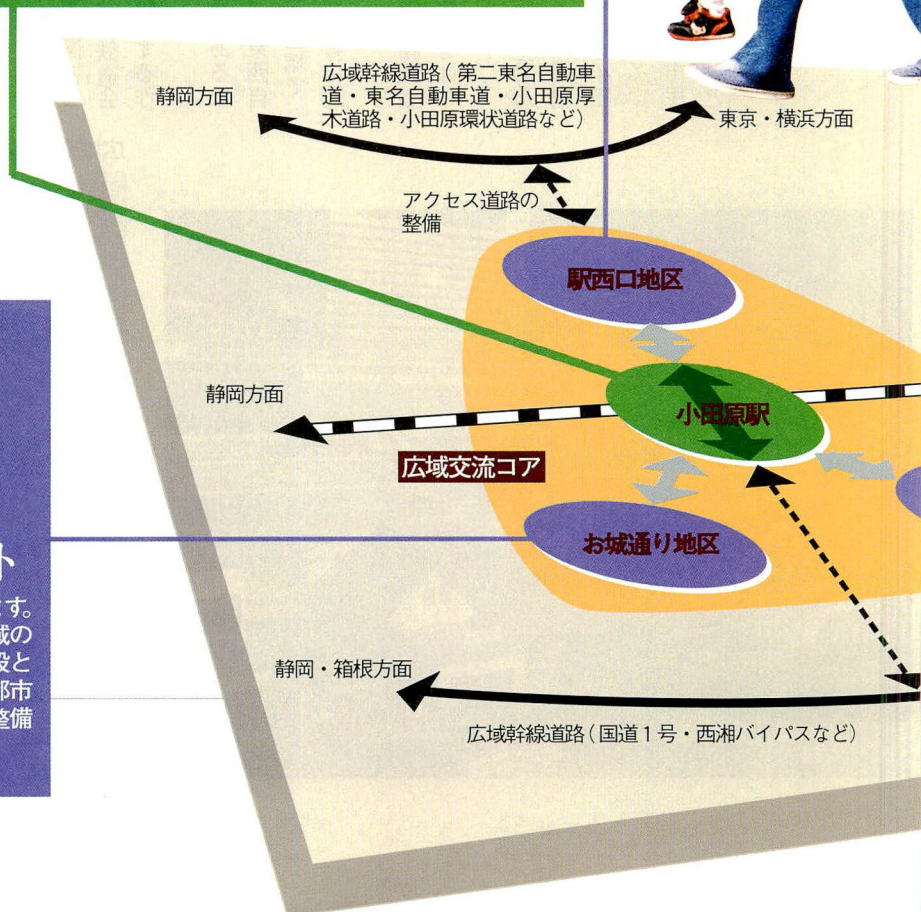 静岡方面
広域幹線道路（第二東名自動車
道・東名自動車道・小田原厚
木道路・小田原環状道路など）
東京・横浜方面
アクセス道路の
整備
駅西口地区
静岡方面
小田原駅
広域交流コア
お城通り地区
ト
す。
域の
設と
都市
整備
静岡・箱根方面
広域幹線道路（国道1号・西湘バイパスなど）